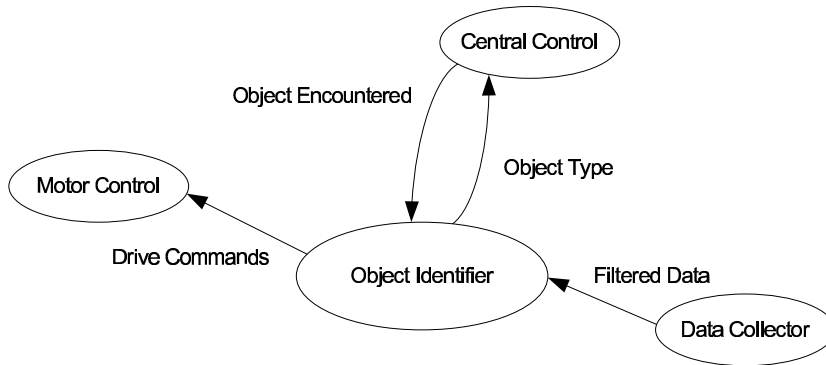 Central Control
Object Encountered
Object Type
Motor Control
Drive Commands
Object Identifier
Filtered Data
Data Collector